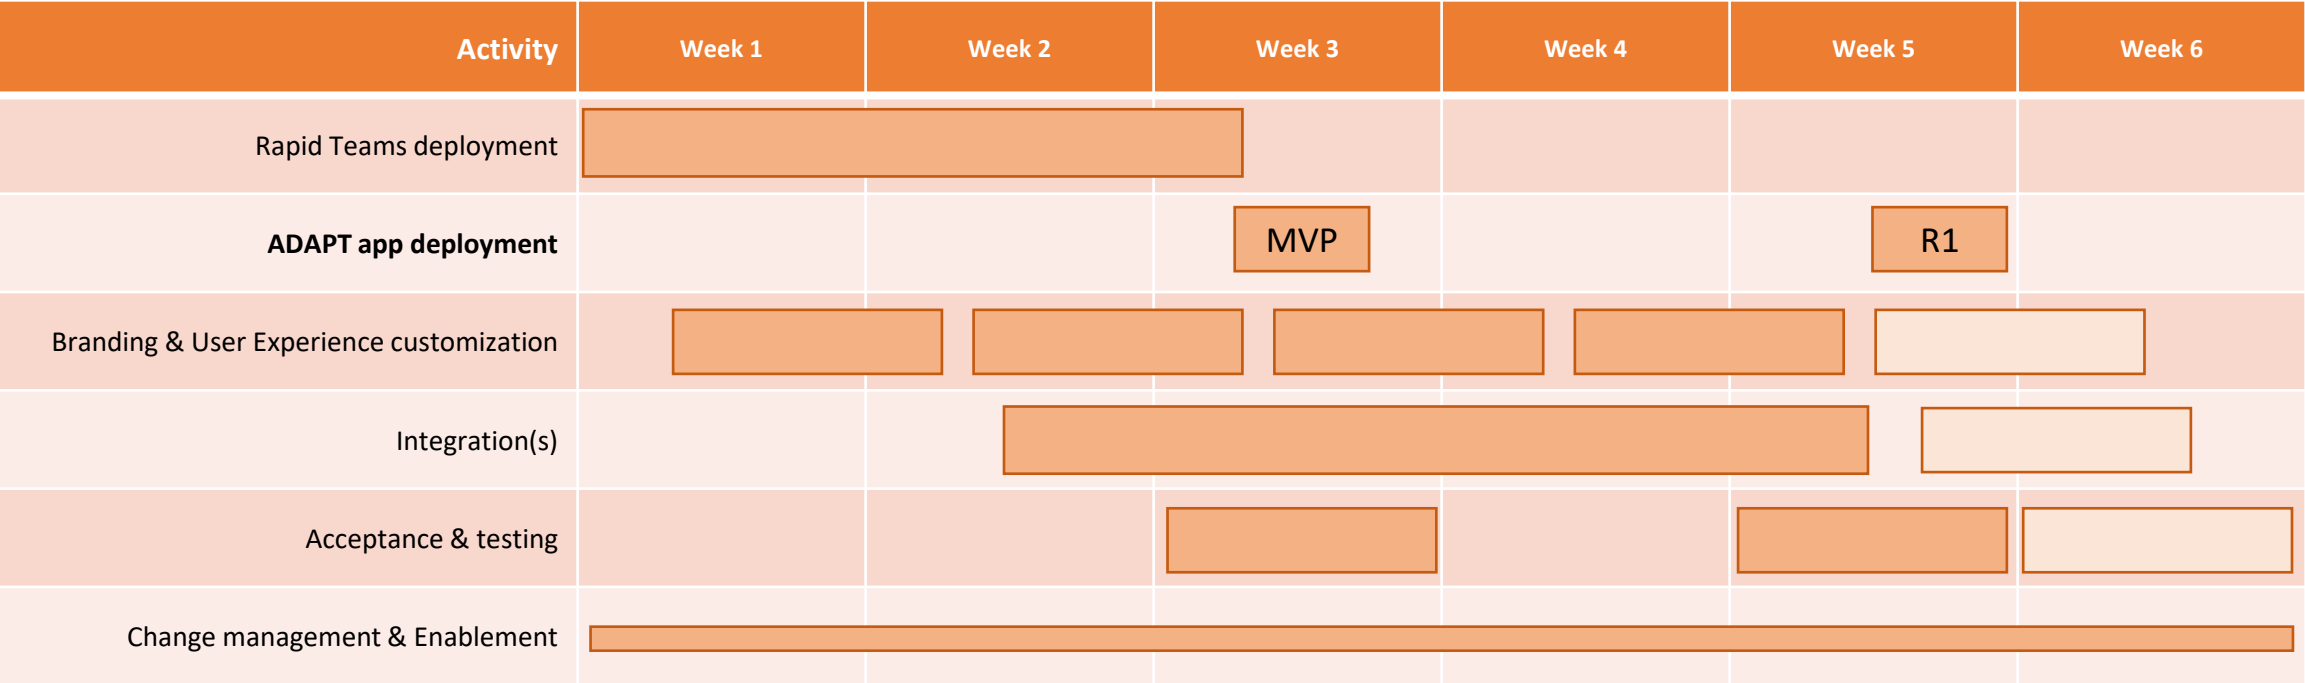 Activity Week 1 Week 2 Week 3 Week 4 Week 5 Week 6
Rapid Teams deployment
ADAPT app deployment MVP R1
Branding & User Experience customization
Integration(s)
Acceptance & testing
Change management & Enablement